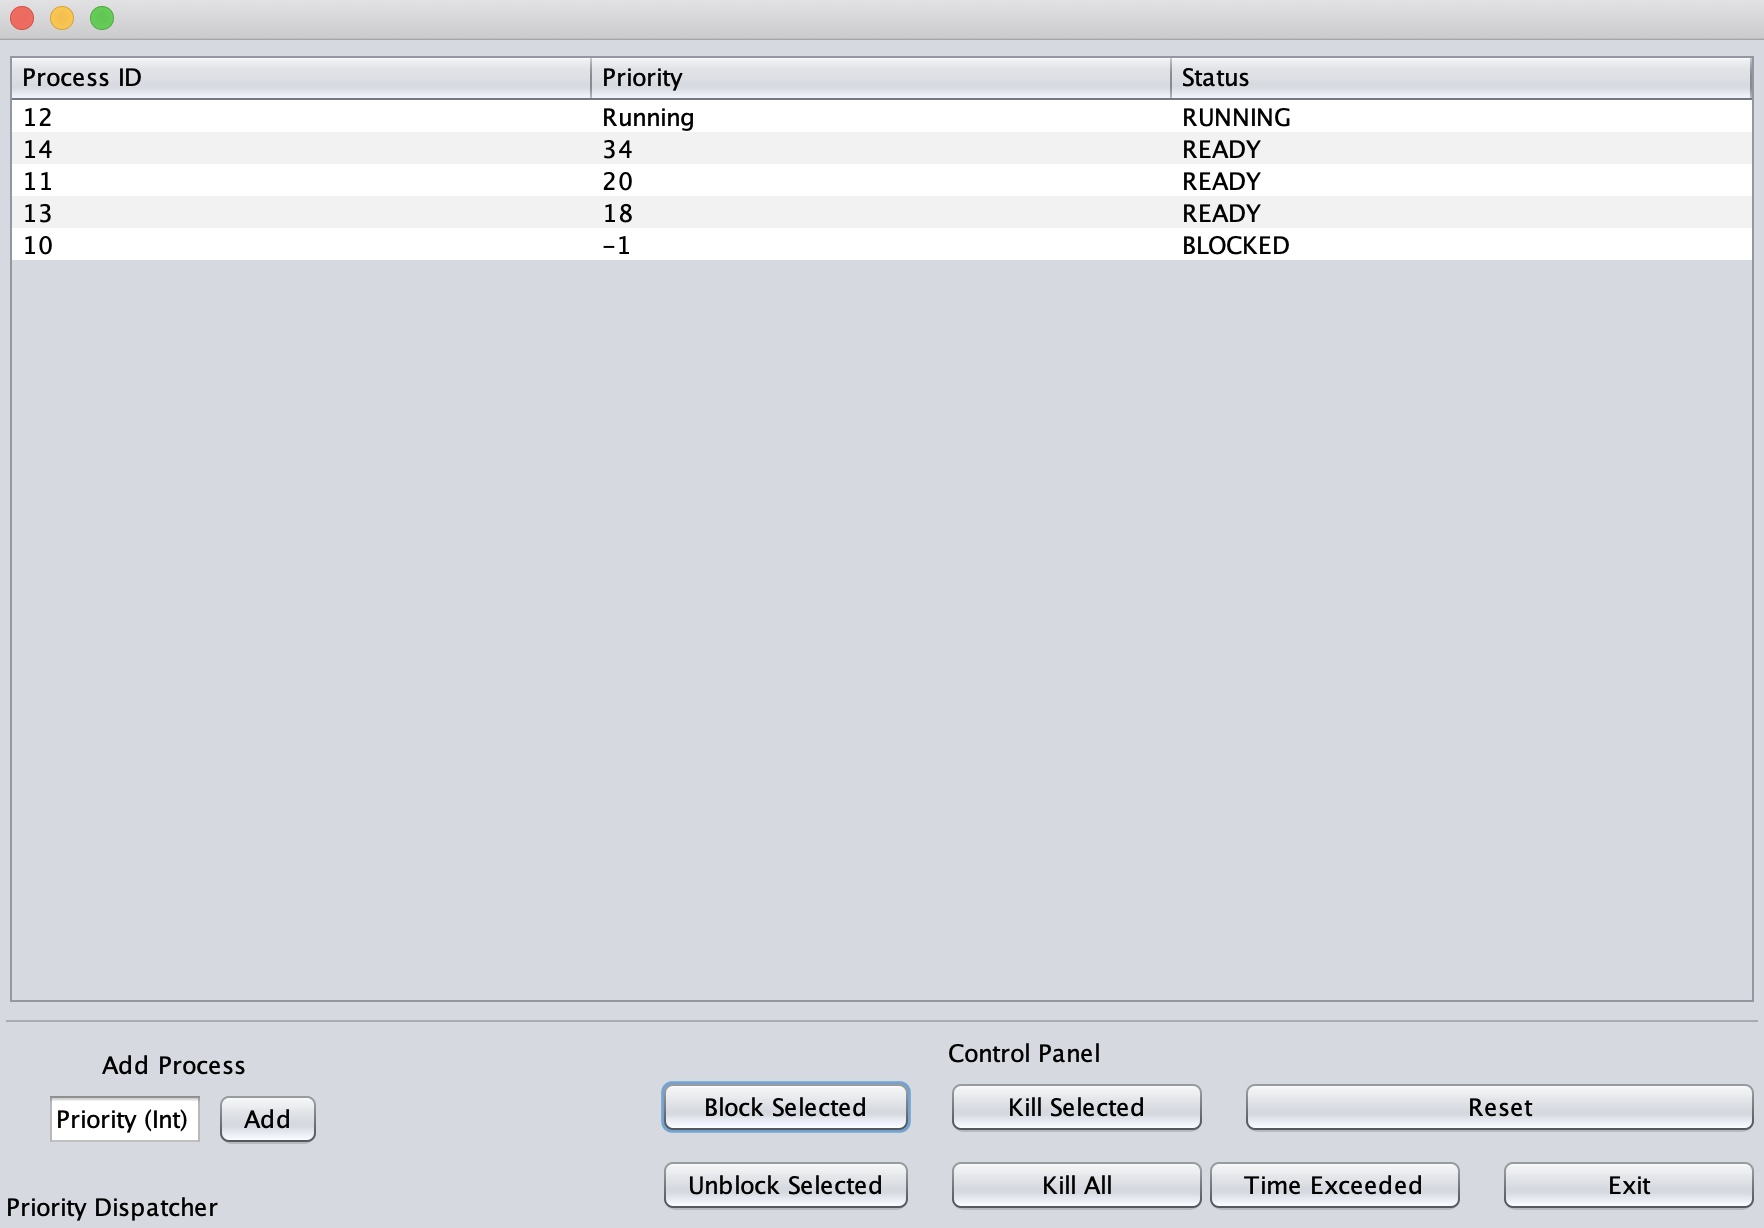 Process ID Priority Status
12 Running RUNNING
14 34 READY
11 20 READY
13 18 READY
10 -1 BLOCKED
Control Panel
Add Process
Block Selected Kill Selected Reset
Priority (Int) Add
Unblock Selected Kill All Time Exceeded Exit
Priority Dispatcher